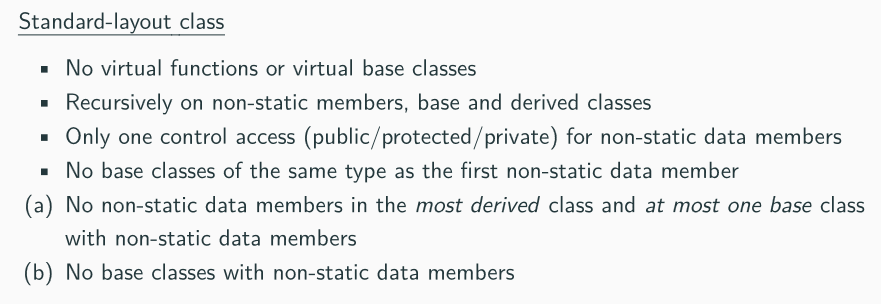 Standard-layout class
▪ No virtual functions or virtual base classes
▪ Recursively on non-static members, base and derived classes
▪ Only one control access (public/protected/private) for non-static data members
▪ No base classes of the same type as the first non-static data member
(a) No non-static data members in the most derived class and at most one base class
with non-static data members
(b) No base classes with non-static data members